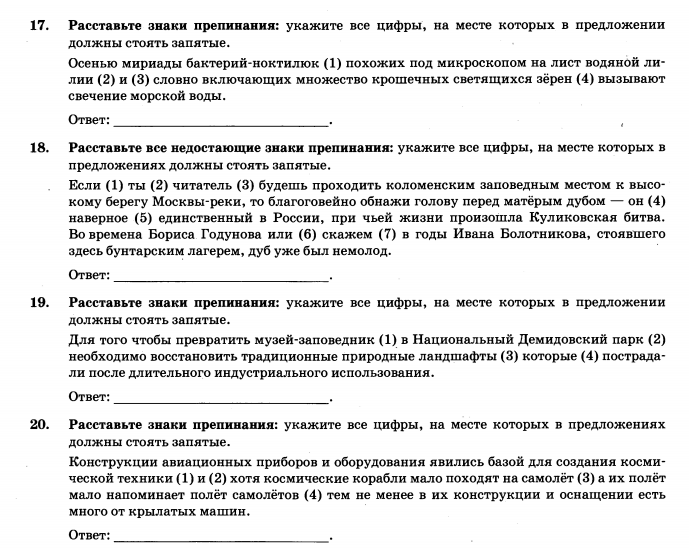 17. Расставьте знаки препинания: укажите все цифры, на месте которых в предложении
должны стоять запятые.
Осенью мириады бактерий-ноктилюк (1) похожих под микроскопом на лист водяной ли-
лии (2) и (3) словно включающих множество крошечных светящихся зёрен (4) вызывают
свечение морской воды.
Ответ: ______________________________.
18. Расставьте все недостающие знаки препинания: укажите все цифры, на месте которых в
предложениях должны стоять запятые.
Если (1) ты (2) читатель (3) будешь проходить коломенским заповедным местом к высо-
кому берегу Москвы-реки, то благоговейно обнажи голову перед матёрым дубом — он (4)
наверное (5) единственный в России, при чьей жизни произошла Куликовская битва.
Во времена Бориса Годунова или (6) скажем (7) в годы Ивана Болотникова, стоявшего
здесь бунтарским лагерем, дуб уже был немолод.
Ответ: ______________________________.
19. Расставьте знаки препинания: укажите все цифры, на месте которых в предложении
должны стоять запятые.
Для того чтобы превратить музей-заповедник (1) в Национальный Демидовский парк (2)
необходимо восстановить традиционные природные ландшафты (3) которые (4) пострада-
ли после длительного индустриального использования.
Ответ: ______________________________.
20. Расставьте знаки препинания: укажите все цифры, на месте которых в предложениях
должны стоять запятые.
Конструкции авиационных приборов и оборудования явились базой для создания косми-
ческой техники (1) и (2) хотя космические корабли мало походят на самолёт (3) а их полёт
мало напоминает полёт самолётов (4) тем не менее в их конструкции и оснащении есть
много от крылатых машин.
Ответ: ______________________________.